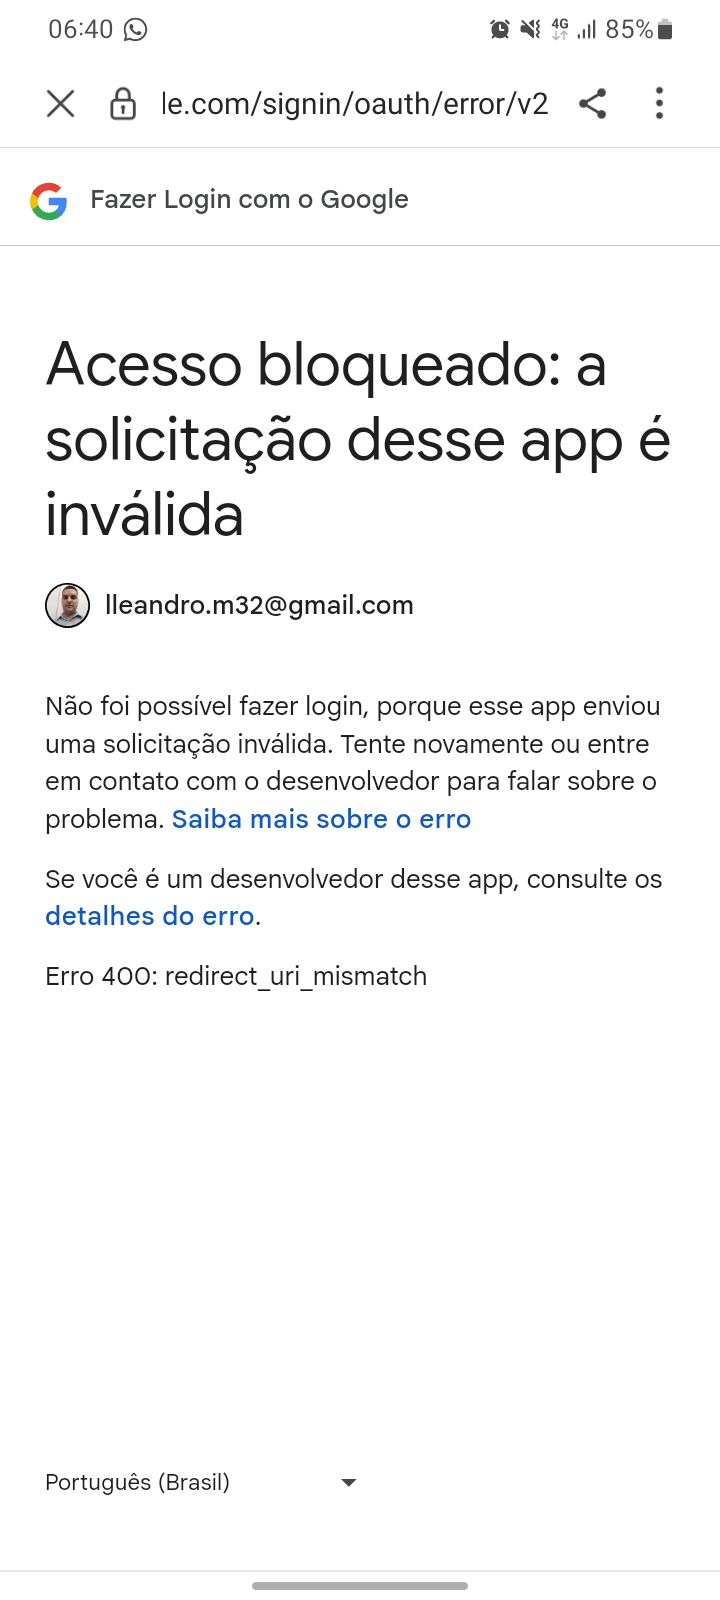 06:40
4G
85%
le.com/signin/oauth/error/v2
Fazer Login com o Google
Acesso bloqueado: a
solicitação desse app é
inválida
lleandro.m32@gmail.com
Não foi possível fazer login, porque esse app enviou
uma solicitação inválida. Tente novamente ou entre
em contato com o desenvolvedor para falar sobre o
problema. Saiba mais sobre o erro
Se você é um desenvolvedor desse app, consulte os
detalhes do erro.
Erro 400: redirect_uri_mismatch
Português (Brasil)